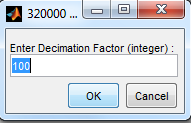 320000 ...
Enter Decimation Factor (integer) :
100
OK
Cancel